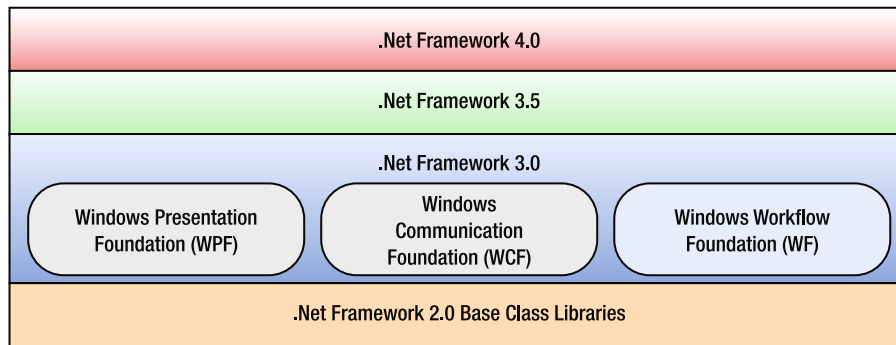 .Net Framework 4.0
.Net Framework 3.5
.Net Framework 3.0
Windows Presentation
Foundation (WPF)
Windows
Communication
Foundation (WCF)
Windows Workflow
Foundation (WF)
.Net Framework 2.0 Base Class Libraries